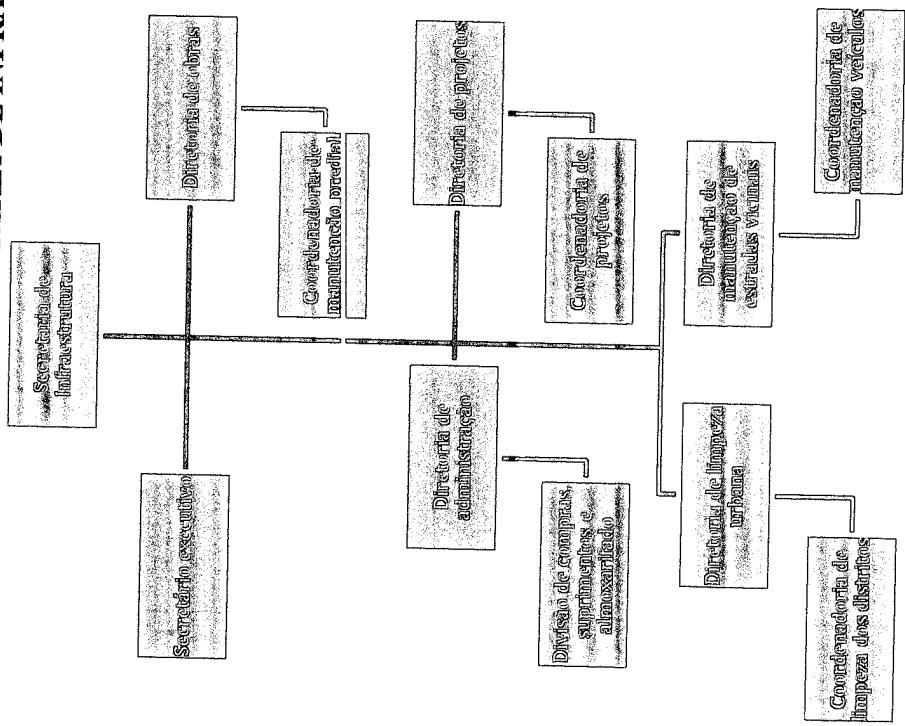 Secretaria de
infraestrutura
Secretário executivo
Diretoria de obras
Coordenadoria de
manutenção predial
Diretoria de
administração
Diretoria de projetos
Divisão de compras,
suprimentos e
almoxarifado
Coordenadoria de
projetos
Diretoria de limpeza
urbana
Diretoria de
manutenção de
estradas vicinais
Coordenadoria de
limpeza dos distritos
Coordenadoria de
manutenção veículos